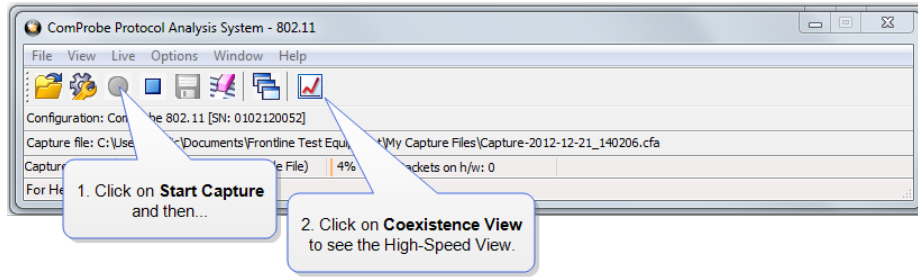 ComProbe Protocol Analysis System - 802.11
File View Live Options Window Help
Configuration: Com be 802.11 [SN: 0102120052]
Capture file: C:\Use \Documents\Frontline Test Equ t\My Capture Files\Capture-2012-12-21_140206.cfa
Captu e File) 4% ackets on h/w: 0
For He
1. Click on Start Capture
and then...
2. Click on Coexistence View
to see the High-Speed View.